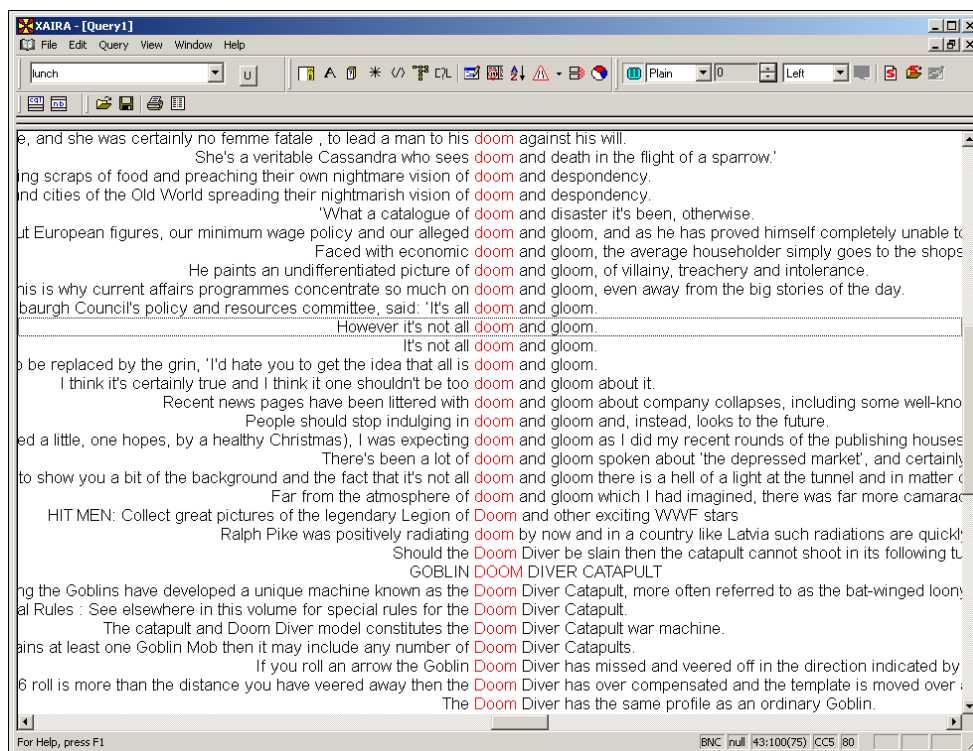 XAIRA - [Query1]
File Edit Query View Window Help
lunch U A Plain 0 Left
cql nb
e, and she was certainly no femme fatale , to lead a man to his doom against his will.
She's a veritable Cassandra who sees doom and death in the flight of a sparrow.'
ing scraps of food and preaching their own nightmare vision of doom and despondency.
nd cities of the Old World spreading their nightmarish vision of doom and despondency.
'What a catalogue of doom and disaster it's been, otherwise.
ut European figures, our minimum wage policy and our alleged doom and gloom, and as he has proved himself completely unable to
Faced with economic doom and gloom, the average householder simply goes to the shops
He paints an undifferentiated picture of doom and gloom, of villainy, treachery and intolerance.
his is why current affairs programmes concentrate so much on doom and gloom, even away from the big stories of the day.
baurgh Council's policy and resources committee, said: 'It's all doom and gloom.
However it's not all doom and gloom.
It's not all doom and gloom.
o be replaced by the grin, 'I'd hate you to get the idea that all is doom and gloom.
I think it's certainly true and I think it one shouldn't be too doom and gloom about it.
Recent news pages have been littered with doom and gloom about company collapses, including some well-kno
People should stop indulging in doom and gloom and, instead, looks to the future.
ed a little, one hopes, by a healthy Christmas), I was expecting doom and gloom as I did my recent rounds of the publishing houses
There's been a lot of doom and gloom spoken about 'the depressed market', and certainly
to show you a bit of the background and the fact that it's not all doom and gloom there is a hell of a light at the tunnel and in matter o
Far from the atmosphere of doom and gloom which I had imagined, there was far more camarad
HIT MEN: Collect great pictures of the legendary Legion of Doom and other exciting WWF stars
Ralph Pike was positively radiating doom by now and in a country like Latvia such radiations are quickly
Should the Doom Diver be slain then the catapult cannot shoot in its following tu
GOBLIN DOOM DIVER CATAPULT
ng the Goblins have developed a unique machine known as the Doom Diver Catapult, more often referred to as the bat-winged loony
al Rules : See elsewhere in this volume for special rules for the Doom Diver Catapult.
The catapult and Doom Diver model constitutes the Doom Diver Catapult war machine.
ains at least one Goblin Mob then it may include any number of Doom Diver Catapults.
If you roll an arrow the Goblin Doom Diver has missed and veered off in the direction indicated by
6 roll is more than the distance you have veered away then the Doom Diver has over compensated and the template is moved over
The Doom Diver has the same profile as an ordinary Goblin.
For Help, press F1 BNC null 43:100(75) CC5 80